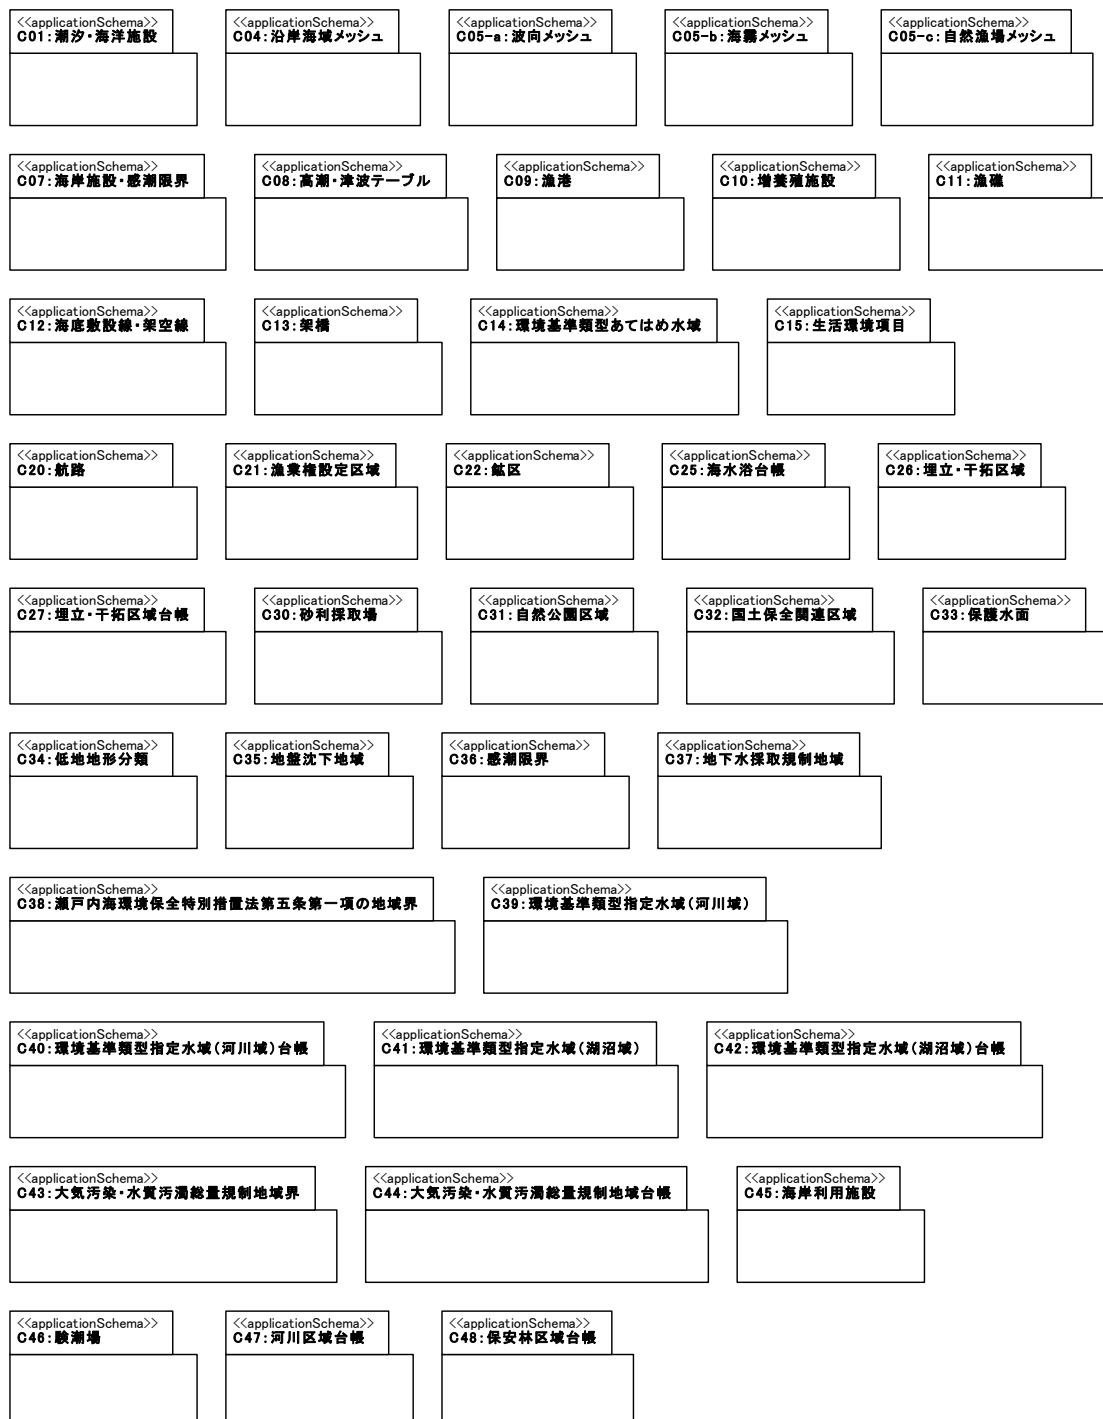 <<applicationSchema>>
C01:潮汐・海洋施設
<<applicationSchema>>
C04:沿岸海域メッシュ
<<applicationSchema>>
C05-a:波向メッシュ
<<applicationSchema>>
C05-b:海霧メッシュ
<<applicationSchema>>
C05-c:自然漁場メッシュ
<<applicationSchema>>
C07:海岸施設・感潮限界
<<applicationSchema>>
C08:高潮・津波テーブル
<<applicationSchema>>
C09:漁港
<<applicationSchema>>
C10:増養殖施設
<<applicationSchema>>
C11:漁礁
<<applicationSchema>>
C12:海底敷設線・架空線
<<applicationSchema>>
C13:架橋
<<applicationSchema>>
C14:環境基準類型あてはめ水域
<<applicationSchema>>
C15:生活環境項目
<<applicationSchema>>
C20:航路
<<applicationSchema>>
C21:漁業権設定区域
<<applicationSchema>>
C22:鉱区
<<applicationSchema>>
C25:海水浴台帳
<<applicationSchema>>
C26:埋立・干拓区域
<<applicationSchema>>
C27:埋立・干拓区域台帳
<<applicationSchema>>
C30:砂利採取場
<<applicationSchema>>
C31:自然公園区域
<<applicationSchema>>
C32:国土保全関連区域
<<applicationSchema>>
C33:保護水面
<<applicationSchema>>
C34:低地地形分類
<<applicationSchema>>
C35:地盤沈下地域
<<applicationSchema>>
C36:感潮限界
<<applicationSchema>>
C37:地下水採取規制地域
<<applicationSchema>>
C38:瀬戸内海環境保全特別措置法第五条第一項の地域界
<<applicationSchema>>
C39:環境基準類型指定水域(河川域)
<<applicationSchema>>
C40:環境基準類型指定水域(河川域)台帳
<<applicationSchema>>
C41:環境基準類型指定水域(湖沼域)
<<applicationSchema>>
C42:環境基準類型指定水域(湖沼域)台帳
<<applicationSchema>>
C43:大気汚染・水質汚濁総量規制地域界
<<applicationSchema>>
C44:大気汚染・水質汚濁総量規制地域台帳
<<applicationSchema>>
C45:海岸利用施設
<<applicationSchema>>
C46:験潮場
<<applicationSchema>>
C47:河川区域台帳
<<applicationSchema>>
C48:保安林区域台帳